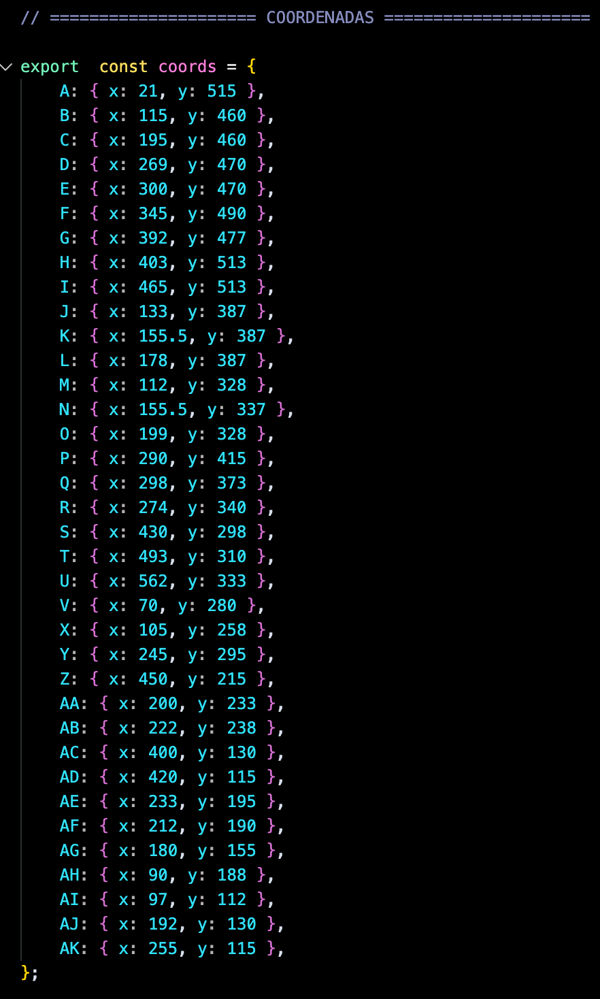 // ===================== COORDENADAS =====================
export  const coords = {
    A: { x: 21, y: 515 },
    B: { x: 115, y: 460 },
    C: { x: 195, y: 460 },
    D: { x: 269, y: 470 },
    E: { x: 300, y: 470 },
    F: { x: 345, y: 490 },
    G: { x: 392, y: 477 },
    H: { x: 403, y: 513 },
    I: { x: 465, y: 513 },
    J: { x: 133, y: 387 },
    K: { x: 155.5, y: 387 },
    L: { x: 178, y: 387 },
    M: { x: 112, y: 328 },
    N: { x: 155.5, y: 337 },
    O: { x: 199, y: 328 },
    P: { x: 290, y: 415 },
    Q: { x: 298, y: 373 },
    R: { x: 274, y: 340 },
    S: { x: 430, y: 298 },
    T: { x: 493, y: 310 },
    U: { x: 562, y: 333 },
    V: { x: 70, y: 280 },
    X: { x: 105, y: 258 },
    Y: { x: 245, y: 295 },
    Z: { x: 450, y: 215 },
    AA: { x: 200, y: 233 },
    AB: { x: 222, y: 238 },
    AC: { x: 400, y: 130 },
    AD: { x: 420, y: 115 },
    AE: { x: 233, y: 195 },
    AF: { x: 212, y: 190 },
    AG: { x: 180, y: 155 },
    AH: { x: 90, y: 188 },
    AI: { x: 97, y: 112 },
    AJ: { x: 192, y: 130 },
    AK: { x: 255, y: 115 },
};